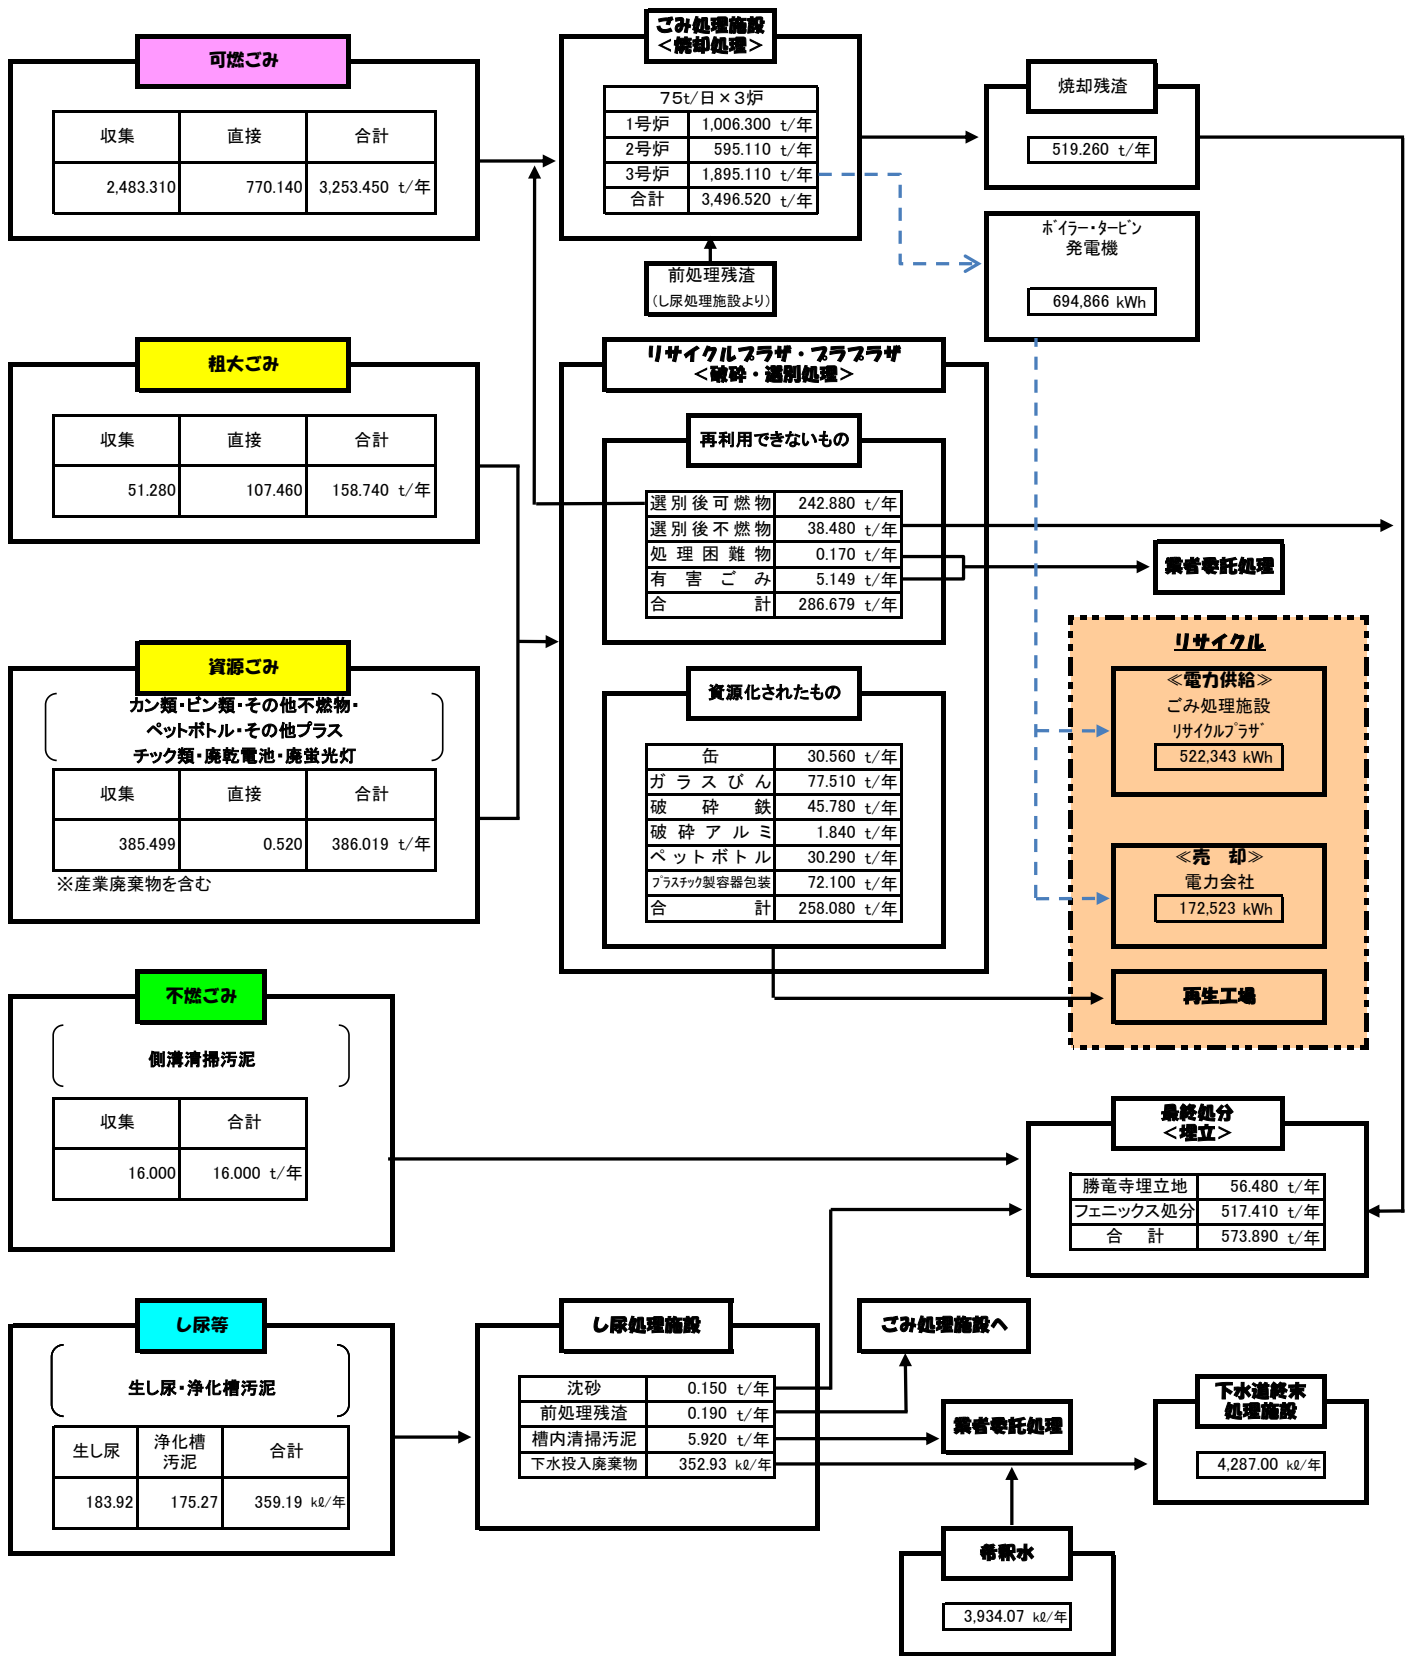 可燃ごみ
収集 直接 合計
2,483.310 770.140 3,253.450 t/年
ごみ処理施設
＜焼却処理＞
75t/日×3炉
1号炉 1,006.300 t/年
2号炉 595.110 t/年
3号炉 1,895.110 t/年
合計 3,496.520 t/年
前処理残渣
(し尿処理施設より)
焼却残渣
519.260 t/年
ﾎﾞｲﾗｰ・ﾀｰﾋﾞﾝ
発電機
694,866 kWh
粗大ごみ
収集 直接 合計
51.280 107.460 158.740 t/年
リサイクルプラザ・プラプラザ
＜破砕・選別処理＞
再利用できないもの
選別後可燃物 242.880 t/年
選別後不燃物 38.480 t/年
処理困難物 0.170 t/年
有害ごみ 5.149 t/年
合計 286.679 t/年
業者委託処理
資源ごみ
カン類・ビン類・その他不燃物・
ペットボトル・その他プラス
チック類・廃乾電池・廃蛍光灯
収集 直接 合計
385.499 0.520 386.019 t/年
※産業廃棄物を含む
資源化されたもの
缶 30.560 t/年
ガラスびん 77.510 t/年
破砕鉄 45.780 t/年
破砕アルミ 1.840 t/年
ペットボトル 30.290 t/年
ﾌﾟﾗｽﾁｯｸ製容器包装 72.100 t/年
合計 258.080 t/年
リサイクル
≪電力供給≫
ごみ処理施設
ﾘｻｲｸﾙﾌﾟﾗｻﾞ
522,343 kWh
≪売 却≫
電力会社
172,523 kWh
再生工場
不燃ごみ
側溝清掃汚泥
収集 合計
16.000 16.000 t/年
最終処分
＜埋立＞
勝竜寺埋立地 56.480 t/年
フェニックス処分 517.410 t/年
合 計 573.890 t/年
し尿等
生し尿・浄化槽汚泥
生し尿 浄化槽汚泥 合計
183.92 175.27 359.19 kℓ/年
し尿処理施設
沈砂 0.150 t/年
前処理残渣 0.190 t/年
槽内清掃汚泥 5.920 t/年
下水投入廃棄物 352.93 kℓ/年
ごみ処理施設へ
業者委託処理
下水道終末
処理施設
4,287.00 kℓ/年
希釈水
3,934.07 kℓ/年